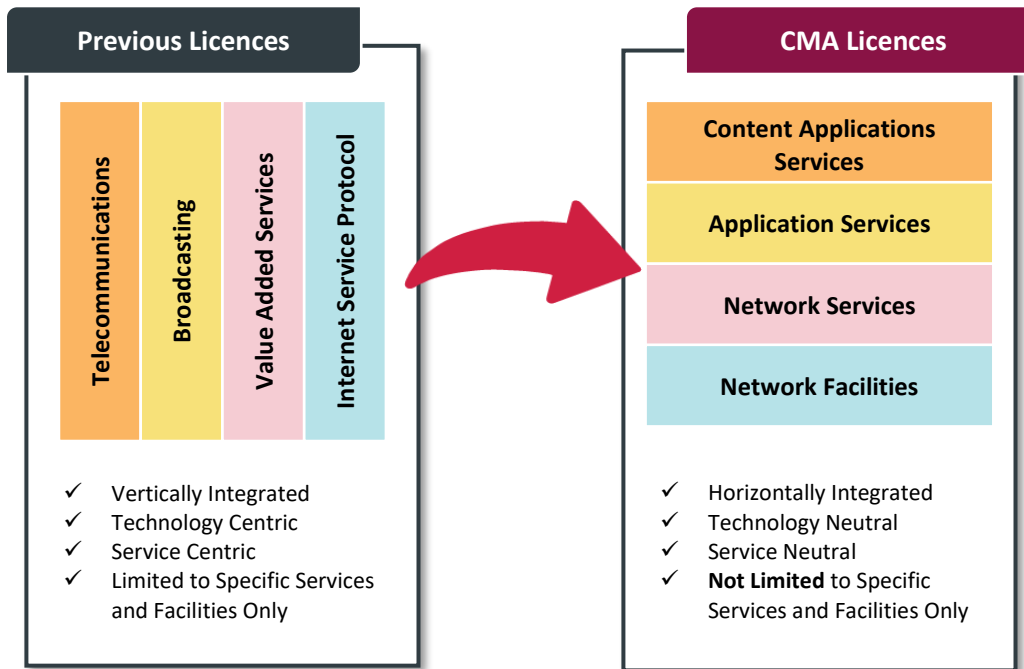 Previous Licences
Telecommunications
Broadcasting
Value Added Services
Internet Service Protocol
✓ Vertically Integrated
✓ Technology Centric
✓ Service Centric
✓ Limited to Specific Services
and Facilities Only
CMA Licences
Content Applications
Services
Application Services
Network Services
Network Facilities
✓ Horizontally Integrated
✓ Technology Neutral
✓ Service Neutral
✓ Not Limited to Specific
Services and Facilities Only